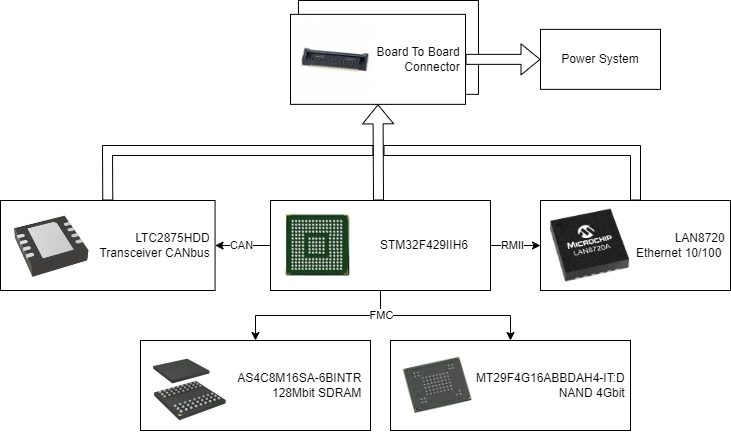 Board To Board
Connector
Power System
LTC2875HDD
Transceiver CANbus
CAN
STM32F429IIH6
RMII
MICROCHIP
LAN8720A
LAN8720
Ethernet 10/100
FMC
AS4C8M16SA-6BINTR
128Mbit SDRAM
MT29F4G16ABBDAH4-IT:D
NAND 4Gbit